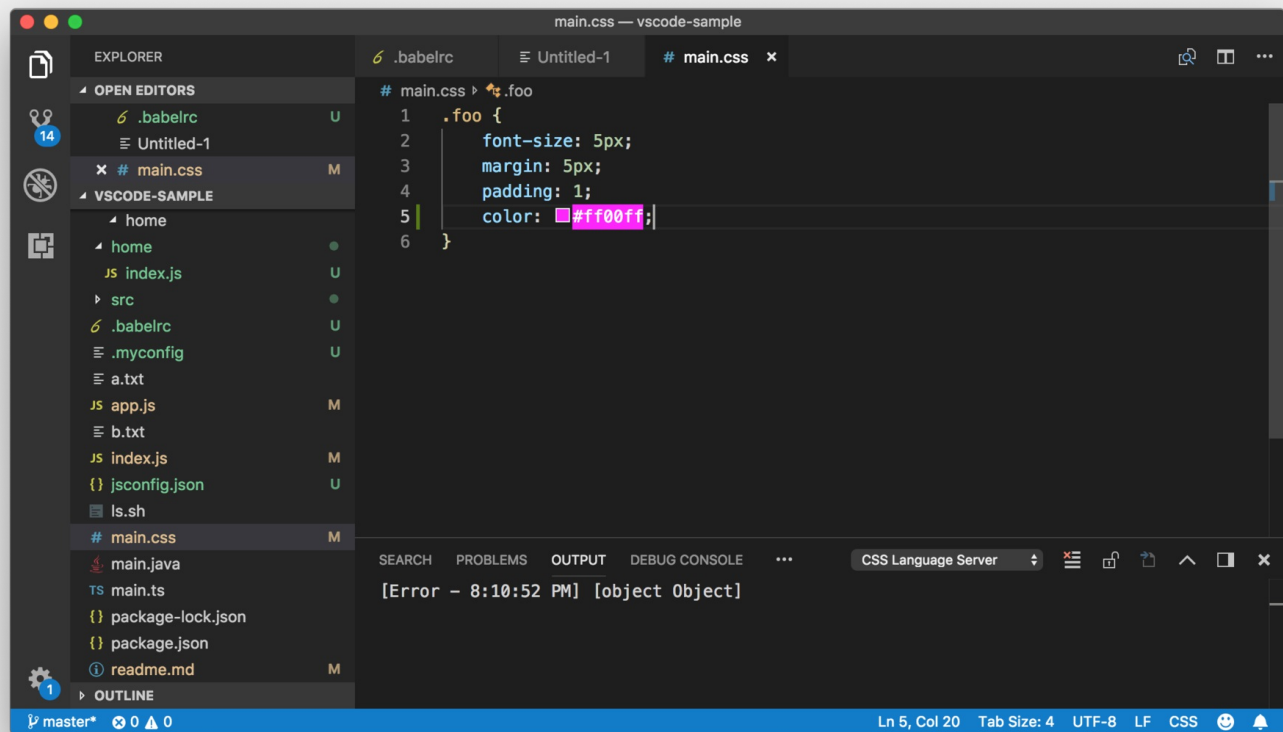 main.css — vscode-sample
EXPLORER
OPEN EDITORS
.babelrc U
Untitled-1
main.css M
VSCODE-SAMPLE
home
home
JS index.js U
src
.babelrc U
.myconfig U
a.txt
JS app.js M
b.txt
JS index.js M
{} jsconfig.json U
ls.sh
# main.css M
main.java
TS main.ts
{} package-lock.json
{} package.json
readme.md M
OUTLINE
14
1
.babelrc Untitled-1 # main.css
# main.css .foo
1 .foo {
2 font-size: 5px;
3 margin: 5px;
4 padding: 1;
5 color: #ff00ff;
6 }
SEARCH PROBLEMS OUTPUT DEBUG CONSOLE ••• CSS Language Server
[Error - 8:10:52 PM] [object Object]
master* 0 0 Ln 5, Col 20 Tab Size: 4 UTF-8 LF CSS